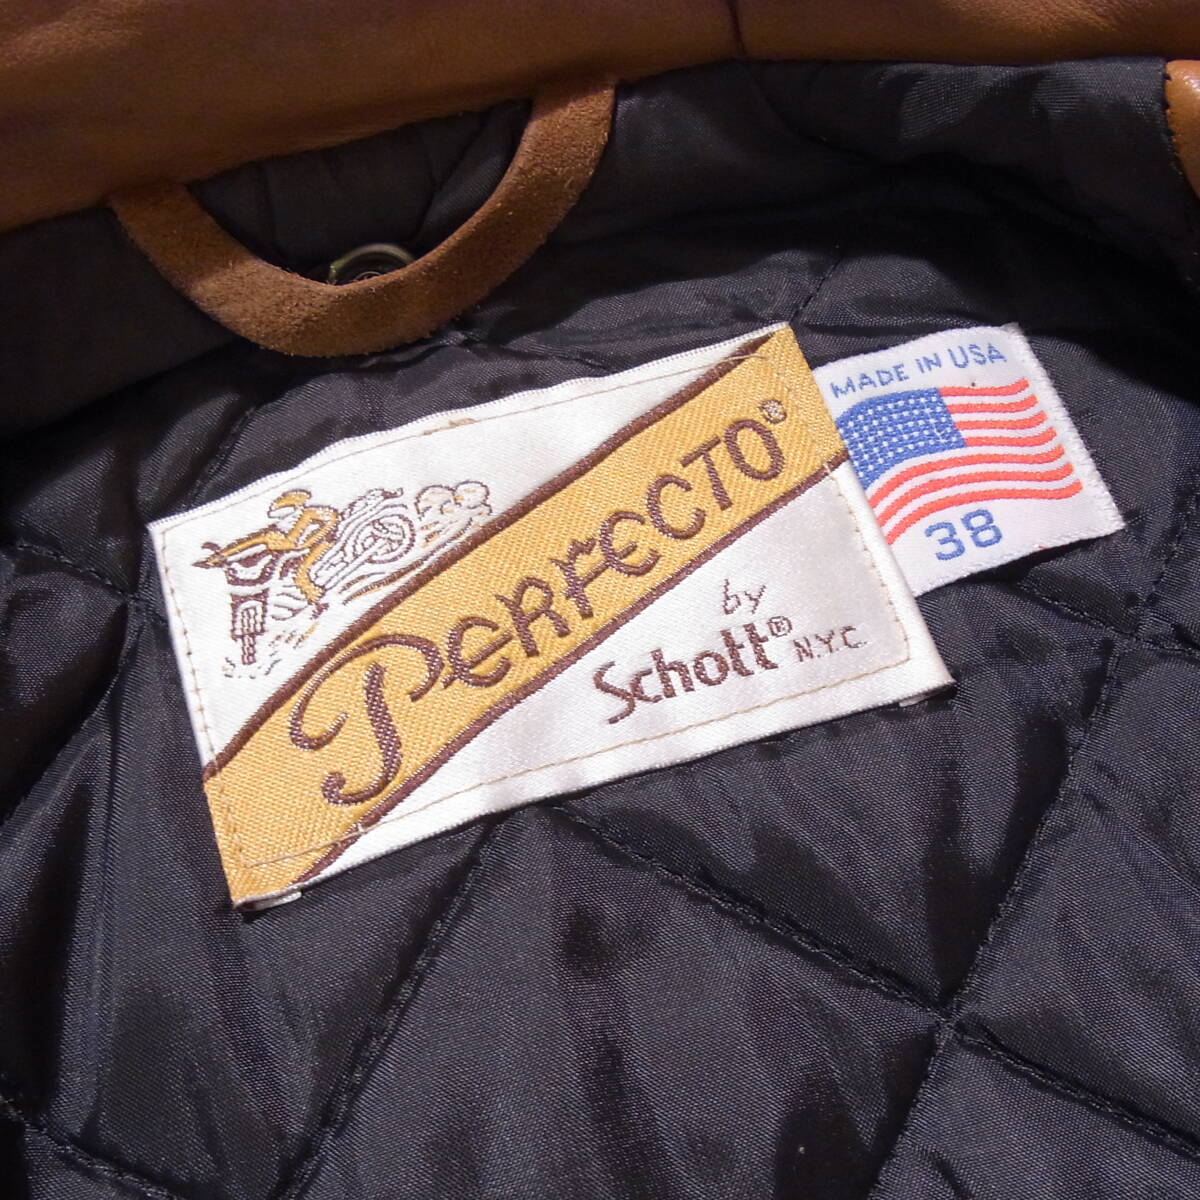 PERFECTO®
by
Schott® N.Y.C.
MADE IN USA
38